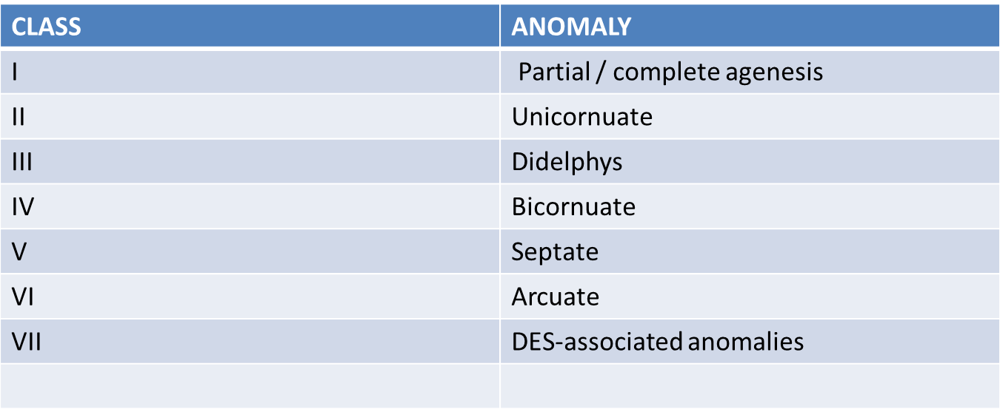 CLASS ANOMALY
I Partial / complete agenesis
II Unicornuate
III Didelphys
IV Bicornuate
V Septate
VI Arcuate
VII DES-associated anomalies